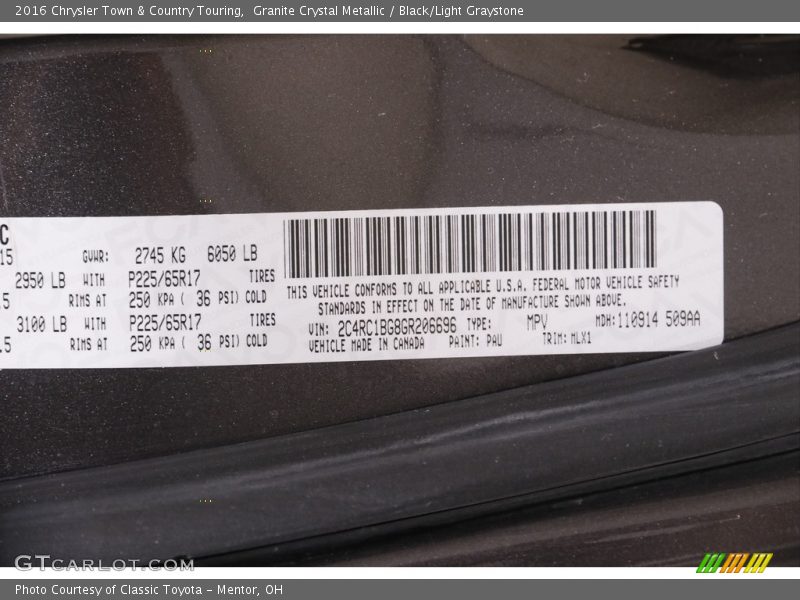 2016 Chrysler Town & Country Touring,  Granite Crystal Metallic / Black/Light Graystone
C
15
GVWR: 2745 KG 6050 LB
2950 LB WITH P225/65R17 TIRES
5 RIMS AT 250 KPA ( 36 PSI) COLD
3100 LB WITH P225/65R17 TIRES
.5 RIMS AT 250 KPA ( 36 PSI) COLD
THIS VEHICLE CONFORMS TO ALL APPLICABLE U.S.A. FEDERAL MOTOR VEHICLE SAFETY
STANDARDS IN EFFECT ON THE DATE OF MANUFACTURE SHOWN ABOVE.
VIN: 2C4RC1BG8GR206696 TYPE: MPV MDH:110914 509AA
VEHICLE MADE IN CANADA PAINT: PAU TRIM: MLX1
GTCARLOT.COM
Photo Courtesy of Classic Toyota - Mentor, OH